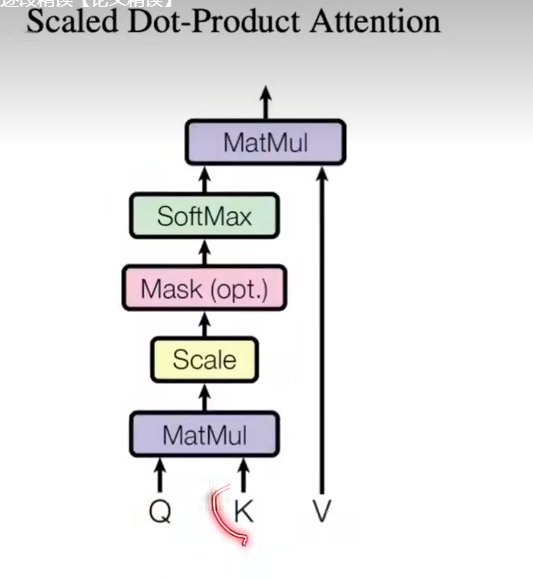 逐段精读【论文精读】
Scaled Dot-Product Attention
MatMul
SoftMax
Mask (opt.)
Scale
MatMul
Q K V